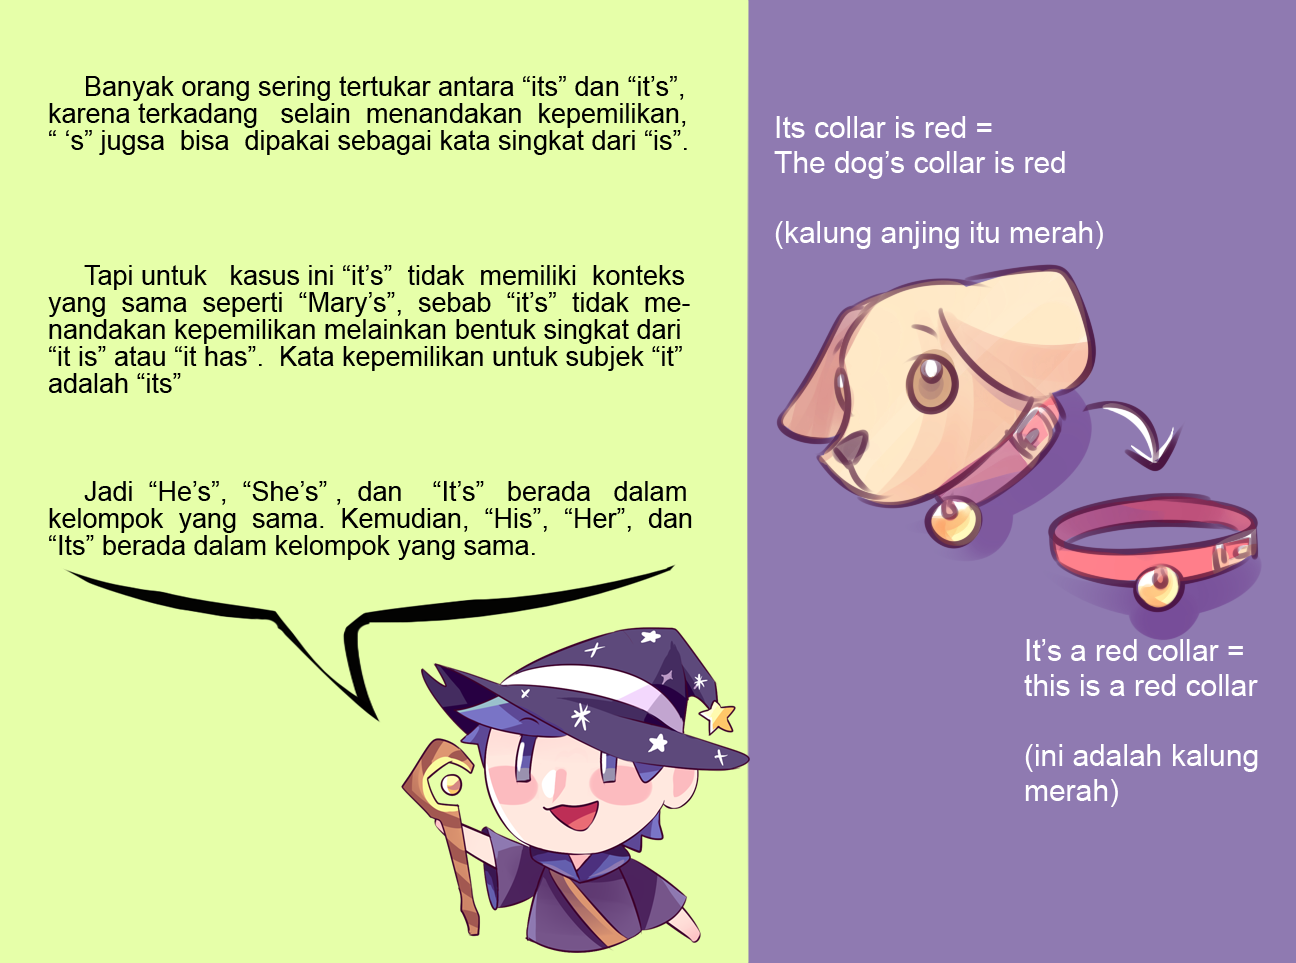 Banyak orang sering tertukar antara “its” dan “it’s”,
karena terkadang selain menandakan kepemilikan,
“ ‘s” jugsa bisa dipakai sebagai kata singkat dari “is”.
Tapi untuk kasus ini “it’s” tidak memiliki konteks
yang sama seperti “Mary’s”, sebab “it’s” tidak me-
nandakan kepemilikan melainkan bentuk singkat dari
“it is” atau “it has”. Kata kepemilikan untuk subjek “it”
adalah “its”
Jadi “He’s”, “She’s” , dan “It’s” berada dalam
kelompok yang sama. Kemudian, “His”, “Her”, dan
“Its” berada dalam kelompok yang sama.
Its collar is red =
The dog’s collar is red
(kalung anjing itu merah)
It’s a red collar =
this is a red collar
(ini adalah kalung
merah)